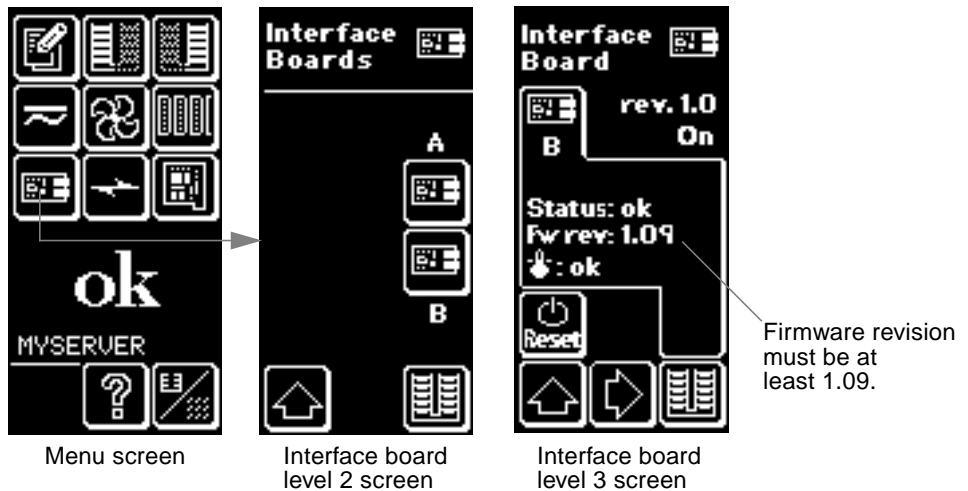 ok
MYSERVER
Menu screen
Interface
Boards
A
B
Interface board
level 2 screen
Interface
Board
rev. 1.0
On
B
Status: ok
Fw rev: 1.09
: ok
Reset
Interface board
level 3 screen
Firmware revision
must be at
least 1.09.